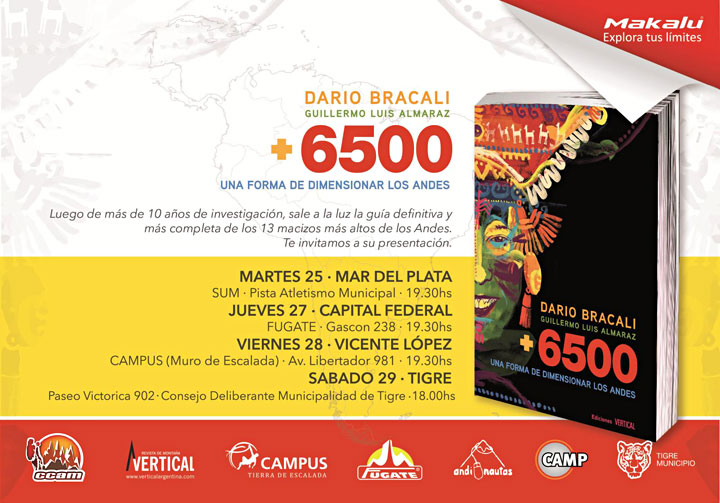 Makalu
Explora tus límites
DARIO BRACALI
GUILLERMO LUIS ALMARAZ
+6500
UNA FORMA DE DIMENSIONAR LOS ANDES
Luego de más de 10 años de investigación, sale a la luz la guía definitiva y
más completa de los 13 macizos más altos de los Andes.
Te invitamos a su presentación.
MARTES 25 · MAR DEL PLATA
SUM · Pista Atletismo Municipal · 19.30hs
JUEVES 27 · CAPITAL FEDERAL
FUGATE · Gascon 238 · 19.30hs
VIERNES 28 · VICENTE LÓPEZ
CAMPUS (Muro de Escalada) · Av. Libertador 981 · 19.30hs
SABADO 29 · TIGRE
Paseo Victorica 902 · Consejo Deliberante Municipalidad de Tigre · 18.00hs
DARIO BRACALI
GUILLERMO LUIS ALMARAZ
+6500
UNA FORMA DE DIMENSIONAR LOS ANDES
Ediciones VERTICAL
ccam
REVISTA DE MONTAÑA
VERTICAL
www.verticalargentina.com
CAMPUS
TIERRA DE ESCALADA
FUGATE
andinautas
CAMP
TIGRE
MUNICIPIO